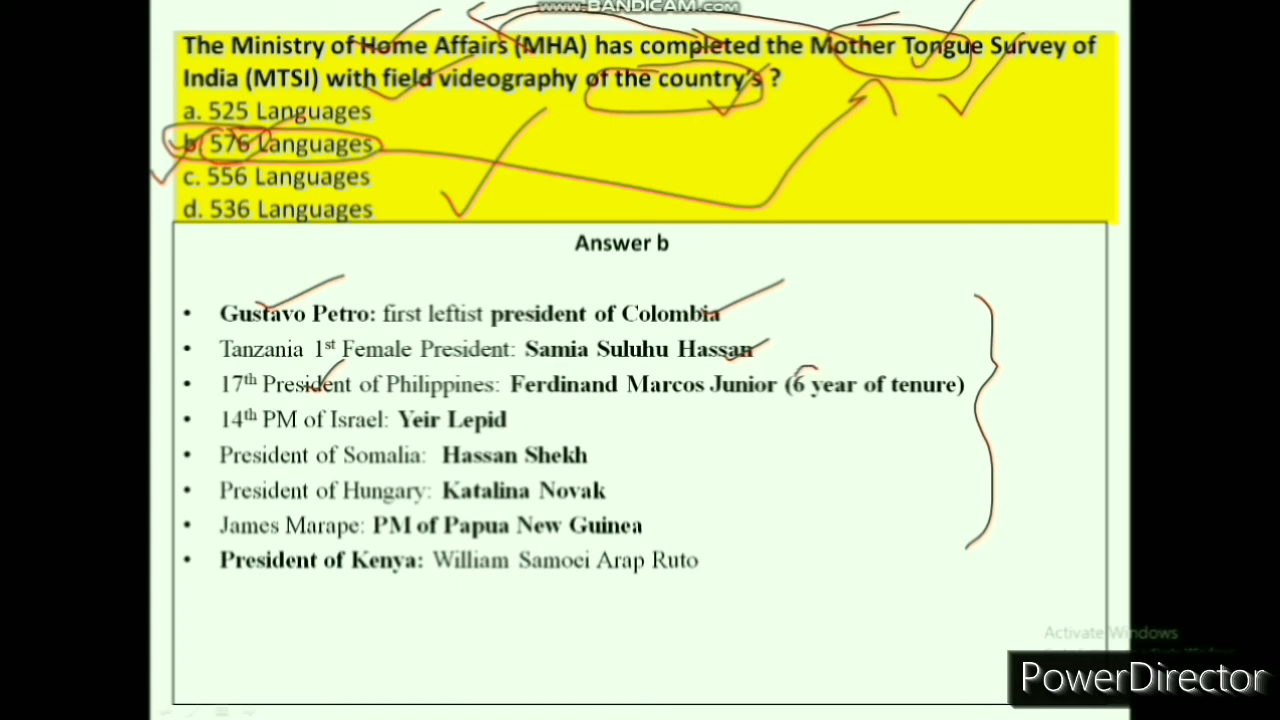 www.BANDICAM.com
The Ministry of Home Affairs (MHA) has completed the Mother Tongue Survey of
India (MTSI) with field videography of the country's ?
a. 525 Languages
b. 576 Languages
c. 556 Languages
d. 536 Languages
Answer b
• Gustavo Petro: first leftist president of Colombia
• Tanzania 1st Female President: Samia Suluhu Hassan
• 17th President of Philippines: Ferdinand Marcos Junior (6 year of tenure)
• 14th PM of Israel: Yeir Lepid
• President of Somalia: Hassan Shekh
• President of Hungary: Katalina Novak
• James Marape: PM of Papua New Guinea
• President of Kenya: William Samoei Arap Ruto
Activate Windows
PowerDirector